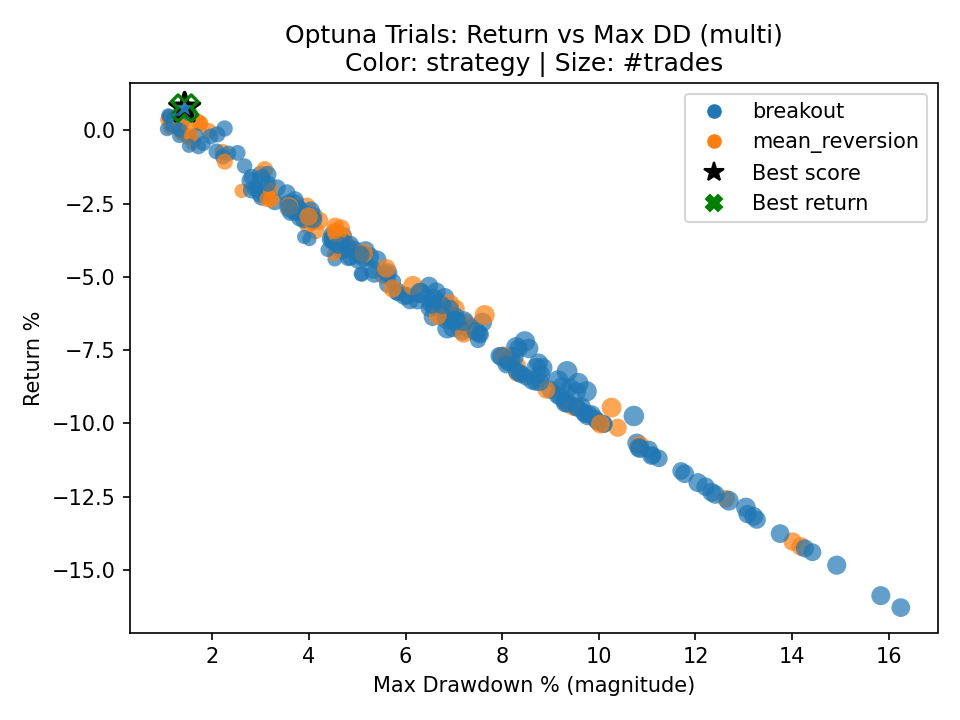 Optuna Trials: Return vs Max DD (multi)
Color: strategy | Size: #trades
breakout
mean_reversion
Best score
Best return
Return %
0.0
−2.5
−5.0
−7.5
−10.0
−12.5
−15.0
2 4 6 8 10 12 14 16
Max Drawdown % (magnitude)